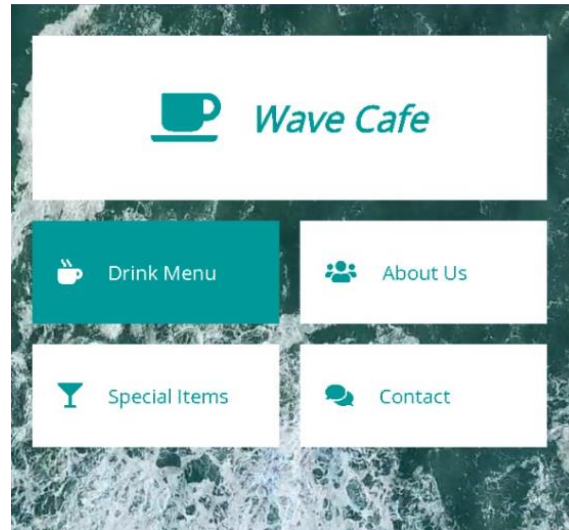 Wave Cafe
Drink Menu
About Us
Special Items
Contact